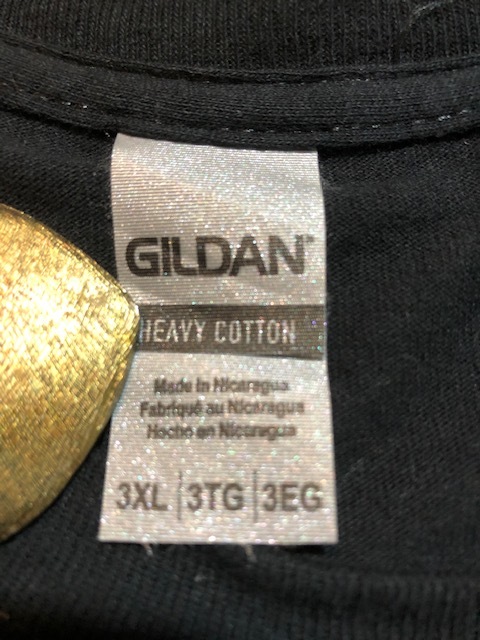 GILDAN®
HEAVY COTTON
Made in Nicaragua
Fabriqué au Nicaragua
Hecho en Nicaragua
3XL | 3TG | 3EG